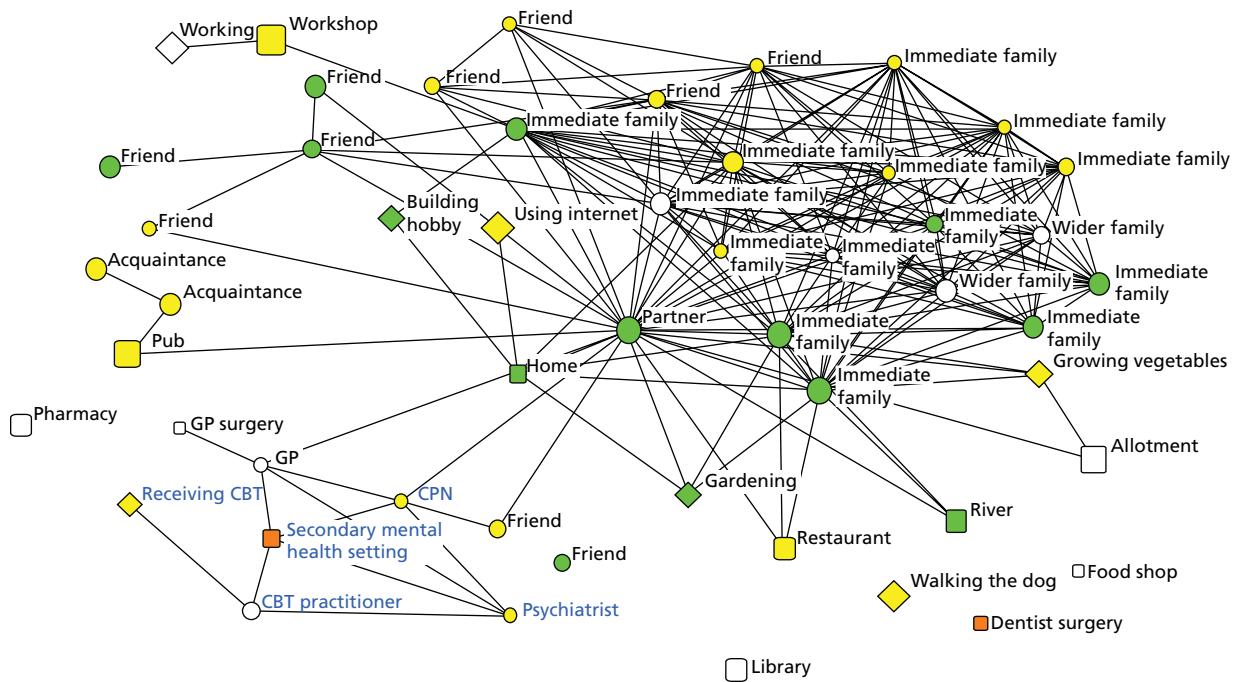 Friend
Working
Workshop
Friend
Immediate family
Friend
Friend
Friend
Immediate family
Immediate family
Friend
Immediate family
Friend
Immediate family
Immediate family
Immediate family
Building
hobby
Using internet
Friend
Immediate
family
Wider family
Immediate
family
Immediate
family
Acquaintance
Wider family
Immediate
family
Acquaintance
Partner
Immediate
family
Immediate
family
Pub
Home
Growing vegetables
Immediate
family
Pharmacy
GP surgery
Allotment
GP
Gardening
Receiving CBT
CPN
River
Friend
Secondary mental
health setting
Restaurant
Friend
Food shop
Walking the dog
CBT practitioner
Psychiatrist
Dentist surgery
Library